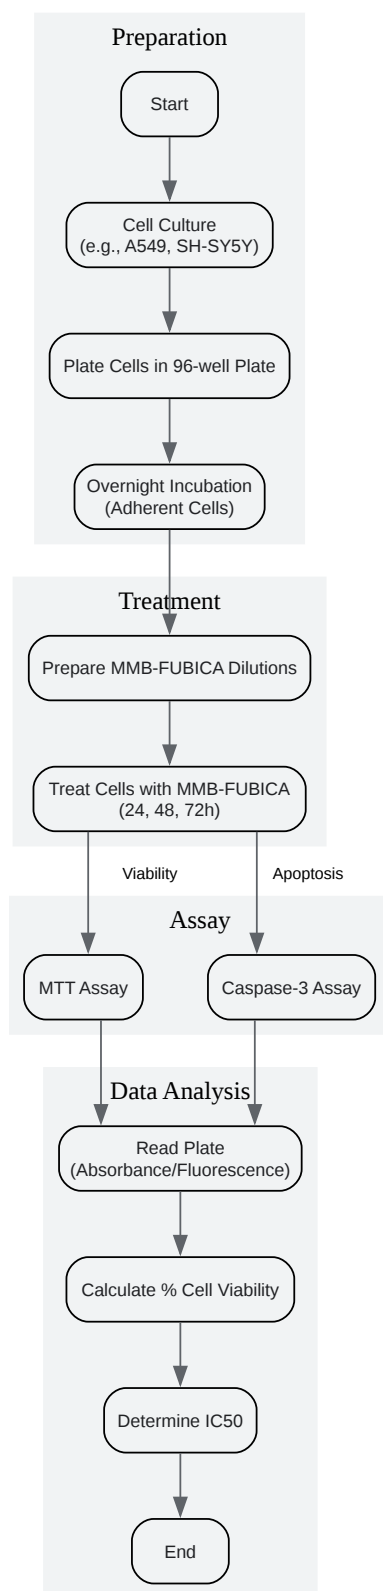 Preparation
Start
Cell Culture
(e.g., A549, SH-SY5Y)
Plate Cells in 96-well Plate
Overnight Incubation
(Adherent Cells)
Treatment
Prepare MMB-FUBICA Dilutions
Treat Cells with MMB-FUBICA
(24, 48, 72h)
Viability
Apoptosis
Assay
MTT Assay
Caspase-3 Assay
Data Analysis
Read Plate
(Absorbance/Fluorescence)
Calculate % Cell Viability
Determine IC50
End